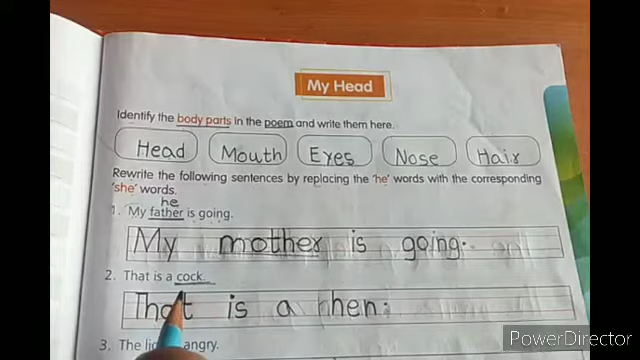 My Head
Identify the body parts in the poem and write them here.
Head Mouth Eyes Nose Hair
Rewrite the following sentences by replacing the 'he' words with the corresponding
'she' words.
he
1. My father is going.
My mother is going.
2. That is a cock.
That is a hen.
3. The angry.
PowerDirector